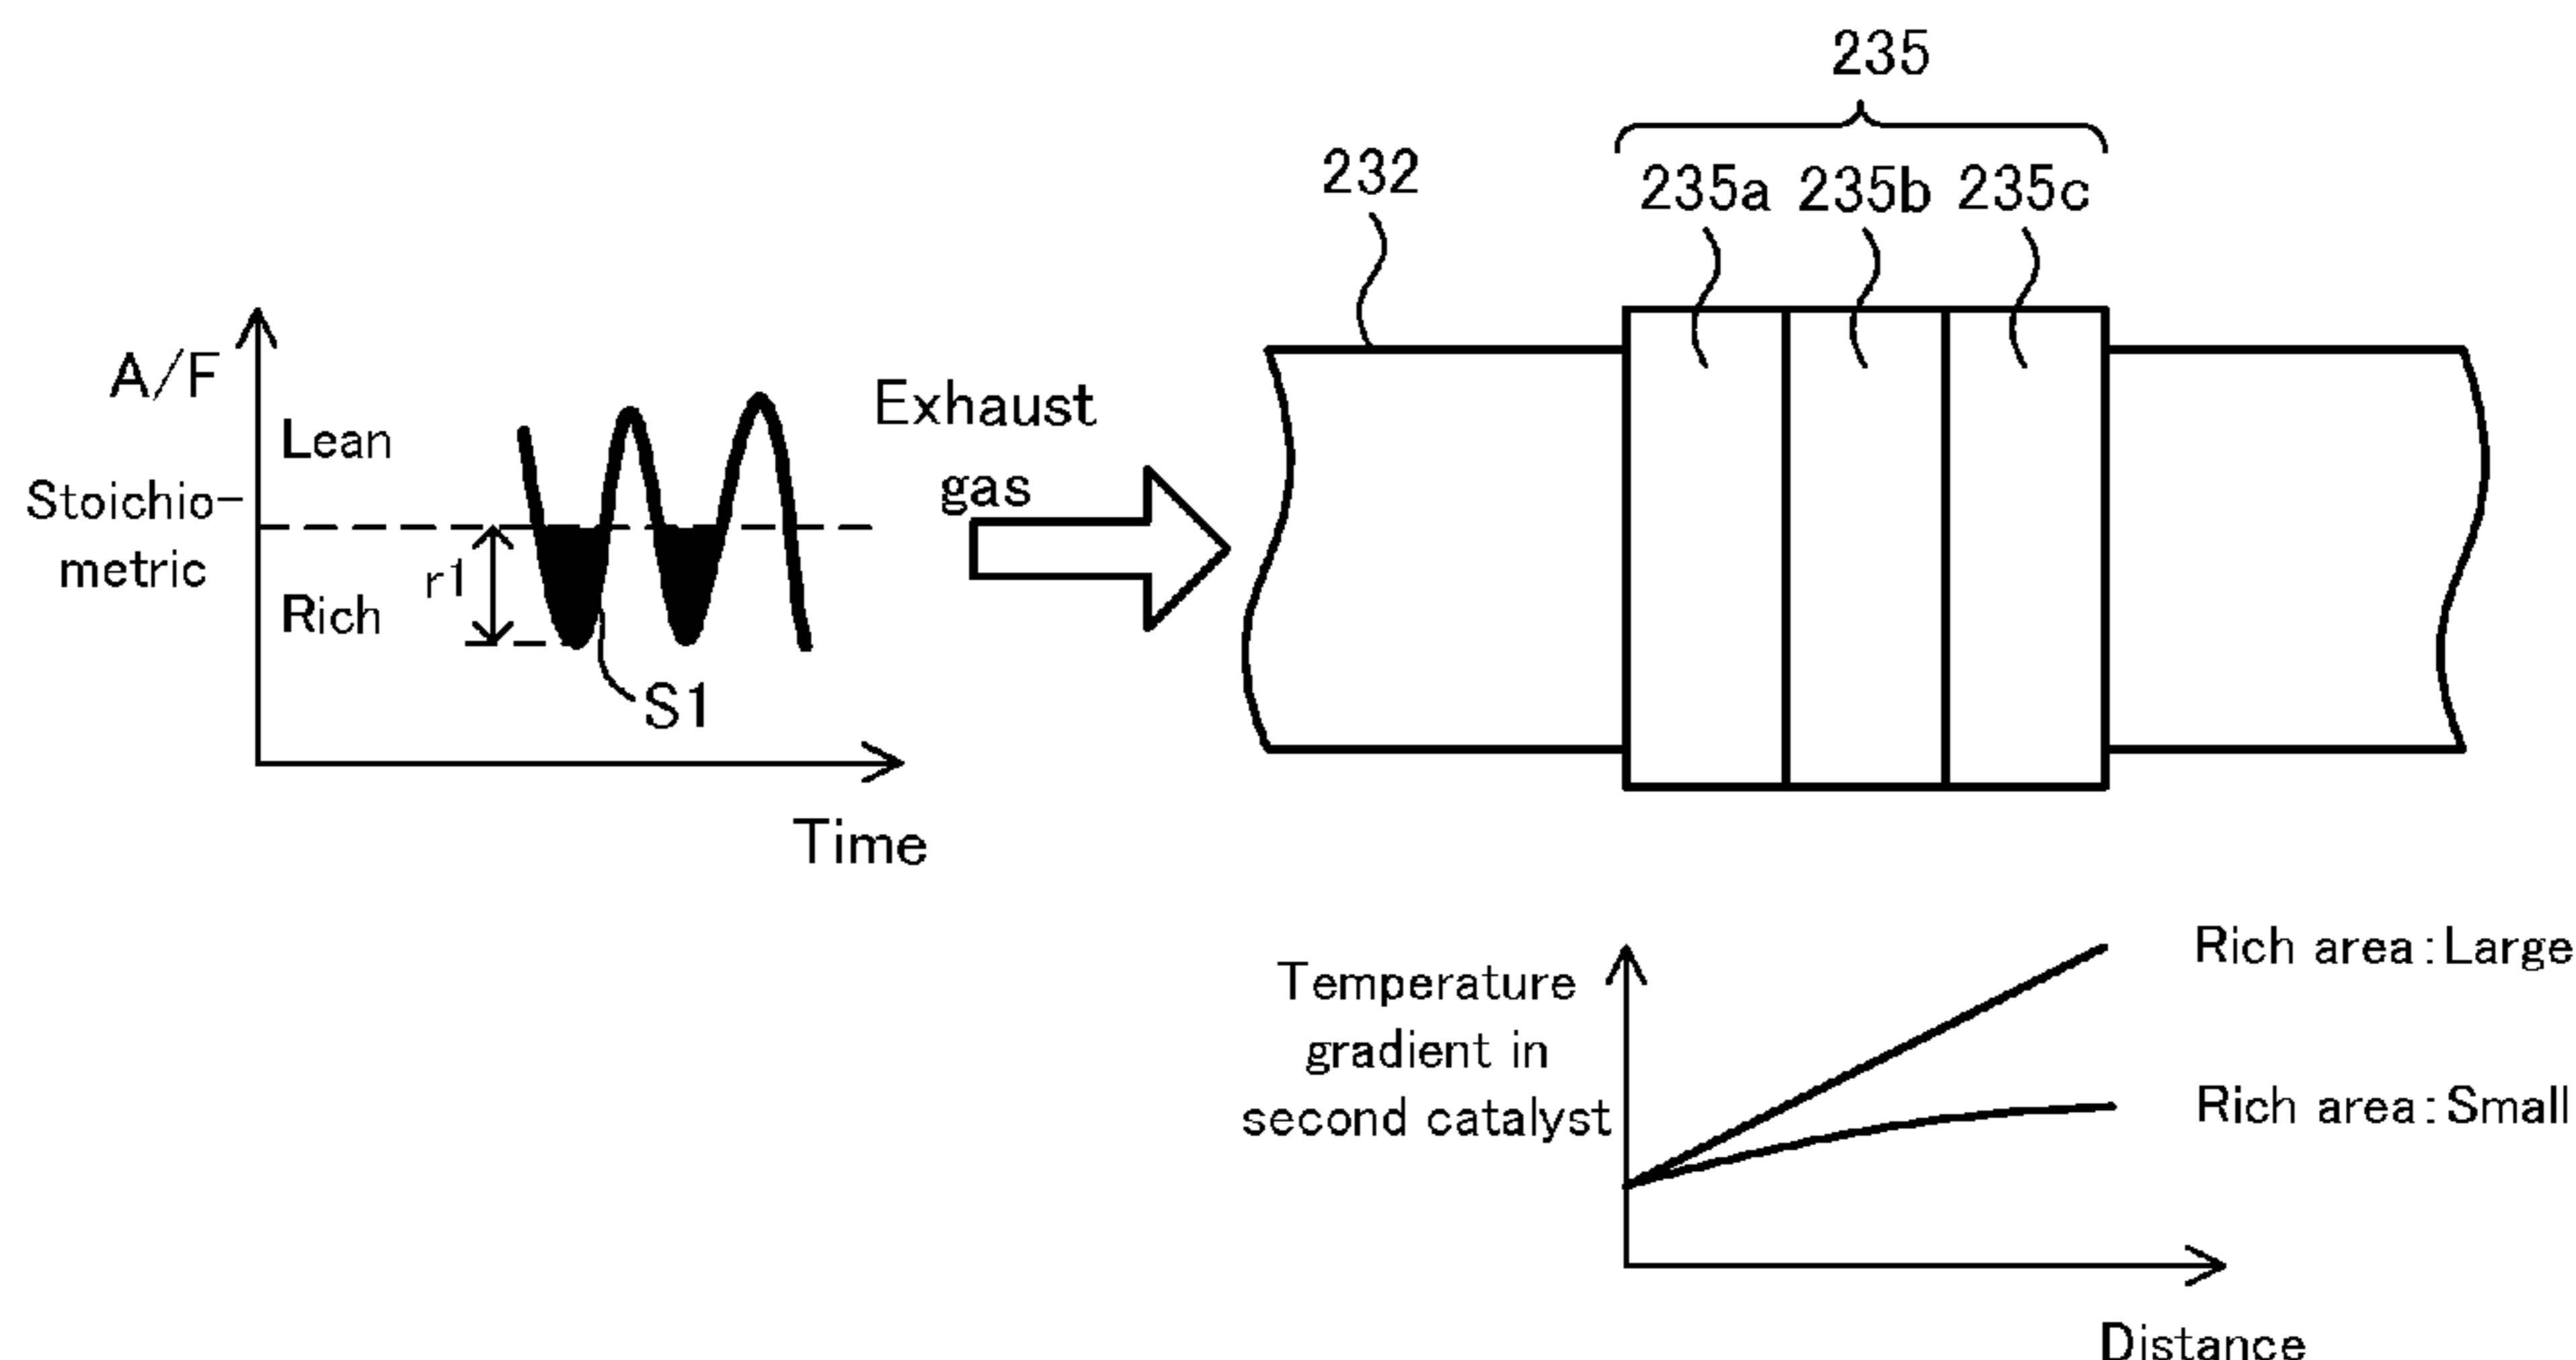 235
232
235a 235b 235c
A/F
Lean
Stoichio-
metric
Rich
r1
S1
Time
Exhaust
gas
Temperature
gradient in
second catalyst
Rich area:Large
Rich area:Small
Distance